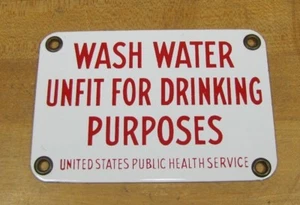 WASH WATER
UNFIT FOR DRINKING
PURPOSES
UNITED STATES PUBLIC HEALTH SERVICE